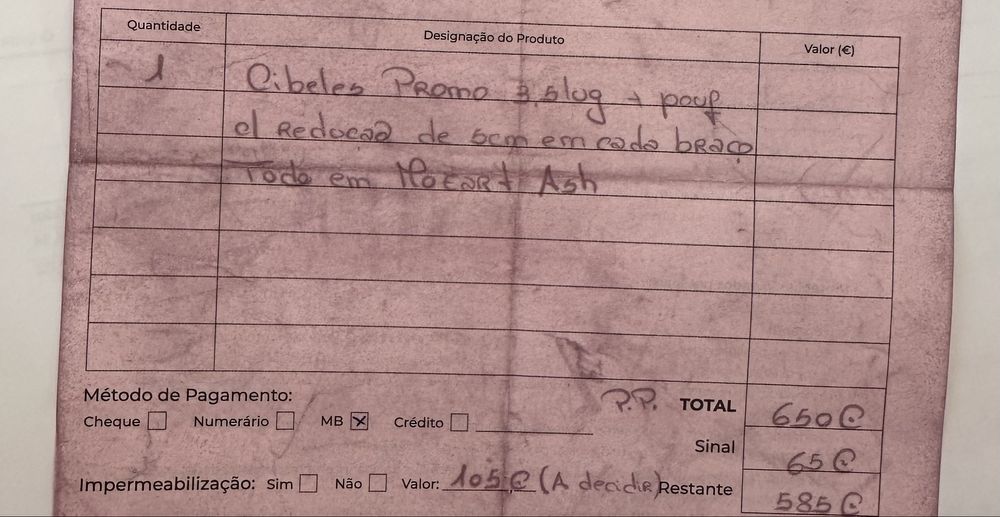 Quantidade Designação do Produto Valor (€)
1 Cibeles Promo 3,5lug + pouf
c/ Redução de 5cm em cada braço
Todo em Mozart Ash
Método de Pagamento:
P.P. TOTAL 650€
Cheque Numerário MB X Crédito
Sinal 65€
Impermeabilização: Sim Não Valor: 105€ (A decidir) Restante 585€